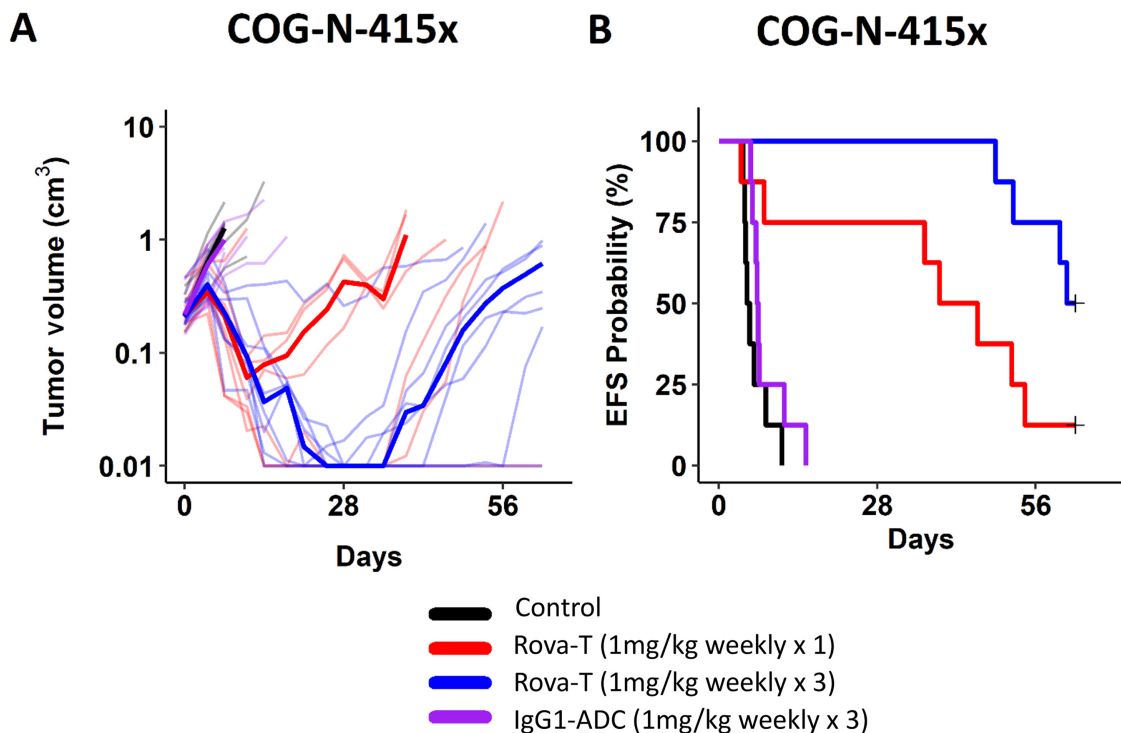 A
COG-N-415x
B
COG-N-415x
Tumor volume (cm³)
10
1
0.1
0.01
0
28
56
Days
EFS Probability (%)
100
75
50
25
0
0
28
56
Days
Control
Rova-T (1mg/kg weekly x 1)
Rova-T (1mg/kg weekly x 3)
IgG1-ADC (1mg/kg weekly x 3)